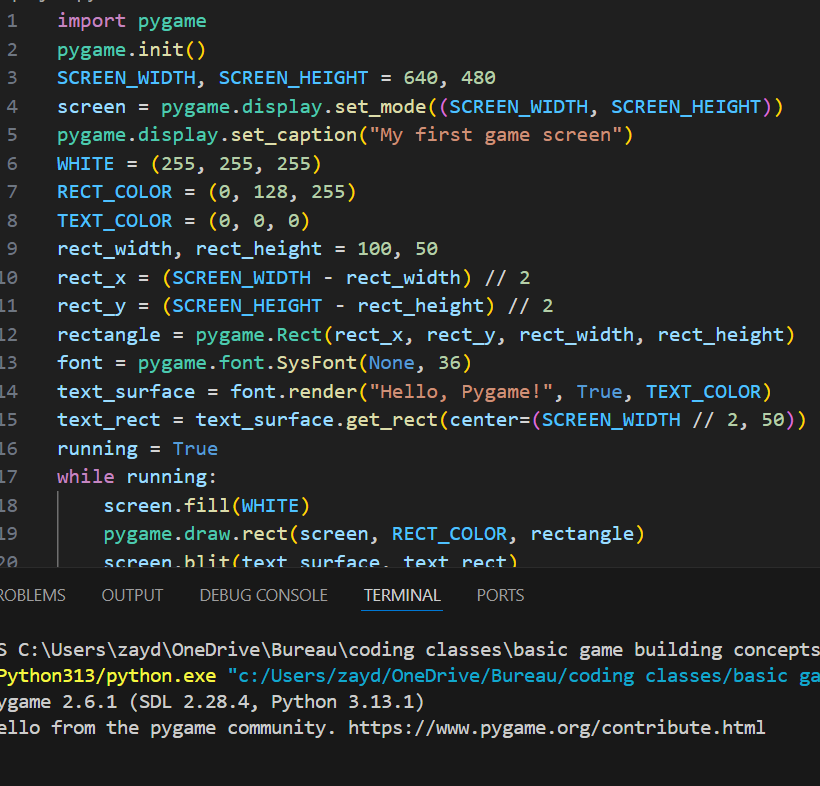 1 import pygame
2 pygame.init()
3 SCREEN_WIDTH, SCREEN_HEIGHT = 640, 480
4 screen = pygame.display.set_mode((SCREEN_WIDTH, SCREEN_HEIGHT))
5 pygame.display.set_caption("My first game screen")
6 WHITE = (255, 255, 255)
7 RECT_COLOR = (0, 128, 255)
8 TEXT_COLOR = (0, 0, 0)
9 rect_width, rect_height = 100, 50
10 rect_x = (SCREEN_WIDTH - rect_width) // 2
11 rect_y = (SCREEN_HEIGHT - rect_height) // 2
12 rectangle = pygame.Rect(rect_x, rect_y, rect_width, rect_height)
13 font = pygame.font.SysFont(None, 36)
14 text_surface = font.render("Hello, Pygame!", True, TEXT_COLOR)
15 text_rect = text_surface.get_rect(center=(SCREEN_WIDTH // 2, 50))
16 running = True
17 while running:
18     screen.fill(WHITE)
19     pygame.draw.rect(screen, RECT_COLOR, rectangle)
20     screen.blit(text_surface, text_rect)
ROBLEMS OUTPUT DEBUG CONSOLE TERMINAL PORTS
S C:\Users\zayd\OneDrive\Bureau\coding classes\basic game building concepts
Python313/python.exe "c:/Users/zayd/OneDrive/Bureau/coding classes/basic ga
ygame 2.6.1 (SDL 2.28.4, Python 3.13.1)
ello from the pygame community. https://www.pygame.org/contribute.html